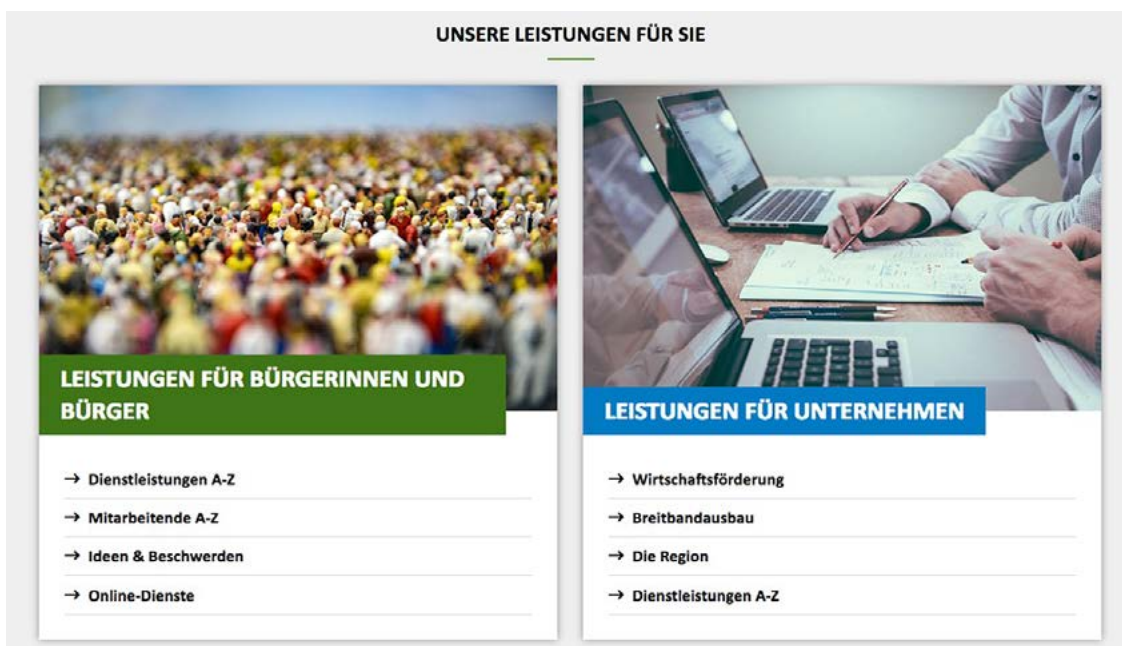 UNSERE LEISTUNGEN FÜR SIE
LEISTUNGEN FÜR BÜRGERINNEN UND
BÜRGER
→ Dienstleistungen A-Z
→ Mitarbeitende A-Z
→ Ideen & Beschwerden
→ Online-Dienste
LEISTUNGEN FÜR UNTERNEHMEN
→ Wirtschaftsförderung
→ Breitbandausbau
→ Die Region
→ Dienstleistungen A-Z